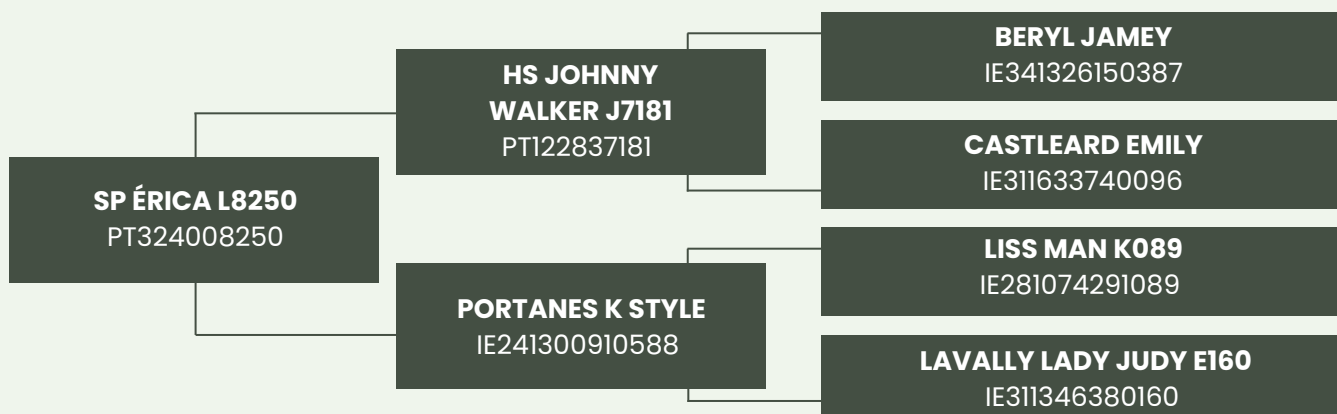 SP ÉRICA L8250
PT324008250
HS JOHNNY
WALKER J7181
PT122837181
PORTANES K STYLE
IE241300910588
BERYL JAMEY
IE341326150387
CASTLEARD EMILY
IE311633740096
LISS MAN K089
IE281074291089
LAVALLY LADY JUDY E160
IE311346380160